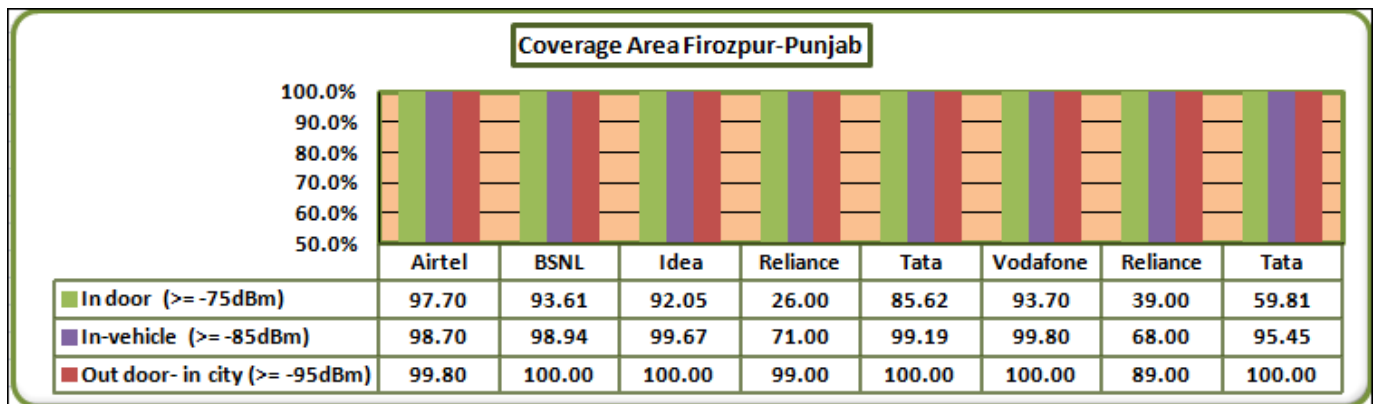 Coverage Area Firozpur-Punjab
100.0%
90.0%
80.0%
70.0%
60.0%
50.0%
Airtel BSNL Idea Reliance Tata Vodafone Reliance Tata
In door (>= -75dBm) 97.70 93.61 92.05 26.00 85.62 93.70 39.00 59.81
In-vehicle (>= -85dBm) 98.70 98.94 99.67 71.00 99.19 99.80 68.00 95.45
Out door- in city (>= -95dBm) 99.80 100.00 100.00 99.00 100.00 100.00 89.00 100.00